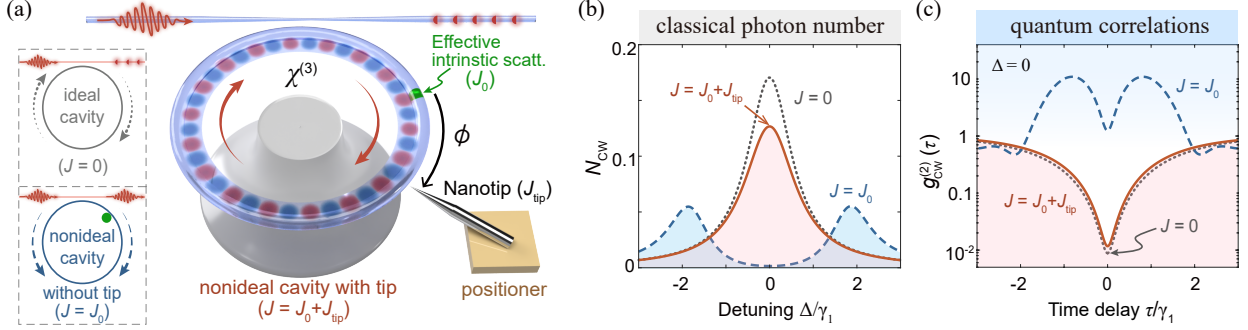 (a)
Effective
intrinstic scatt.
(J0)
χ(3)
ϕ
ideal
cavity
(J = 0)
nonideal
cavity
without tip
(J = J0)
Nanotip (Jtip)
nonideal cavity with tip
(J = J0+Jtip)
positioner
(b)
classical photon number
0.2
0.1
0
NCW
J = J0+Jtip
J = 0
J = J0
-2
0
2
Detuning Δ/γ1
(c)
quantum correlations
10
1
0.1
10-2
gCW(2) (τ)
Δ = 0
J = J0
J = J0+Jtip
J = 0
-2
0
2
Time delay τ/γ1